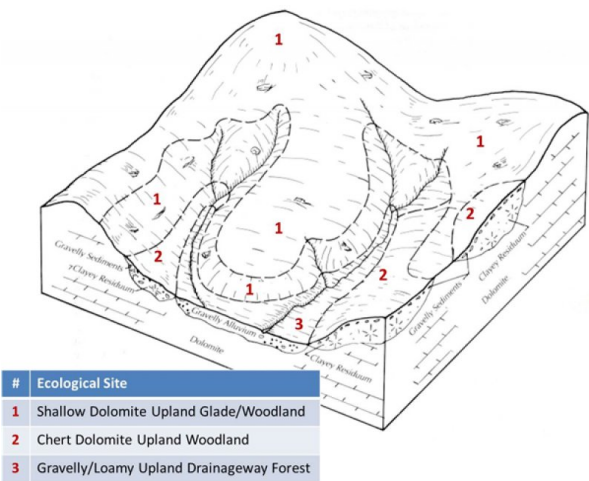 1
1
1
2
2
1
1
2
3
Gravelly Sediments
?Clayey Residuum
Gravelly Alluvium
Dolomite
Clayey Residuum
Gravelly Sediments
Clayey Residuum
Dolomite
# Ecological Site
1 Shallow Dolomite Upland Glade/Woodland
2 Chert Dolomite Upland Woodland
3 Gravelly/Loamy Upland Drainageway Forest